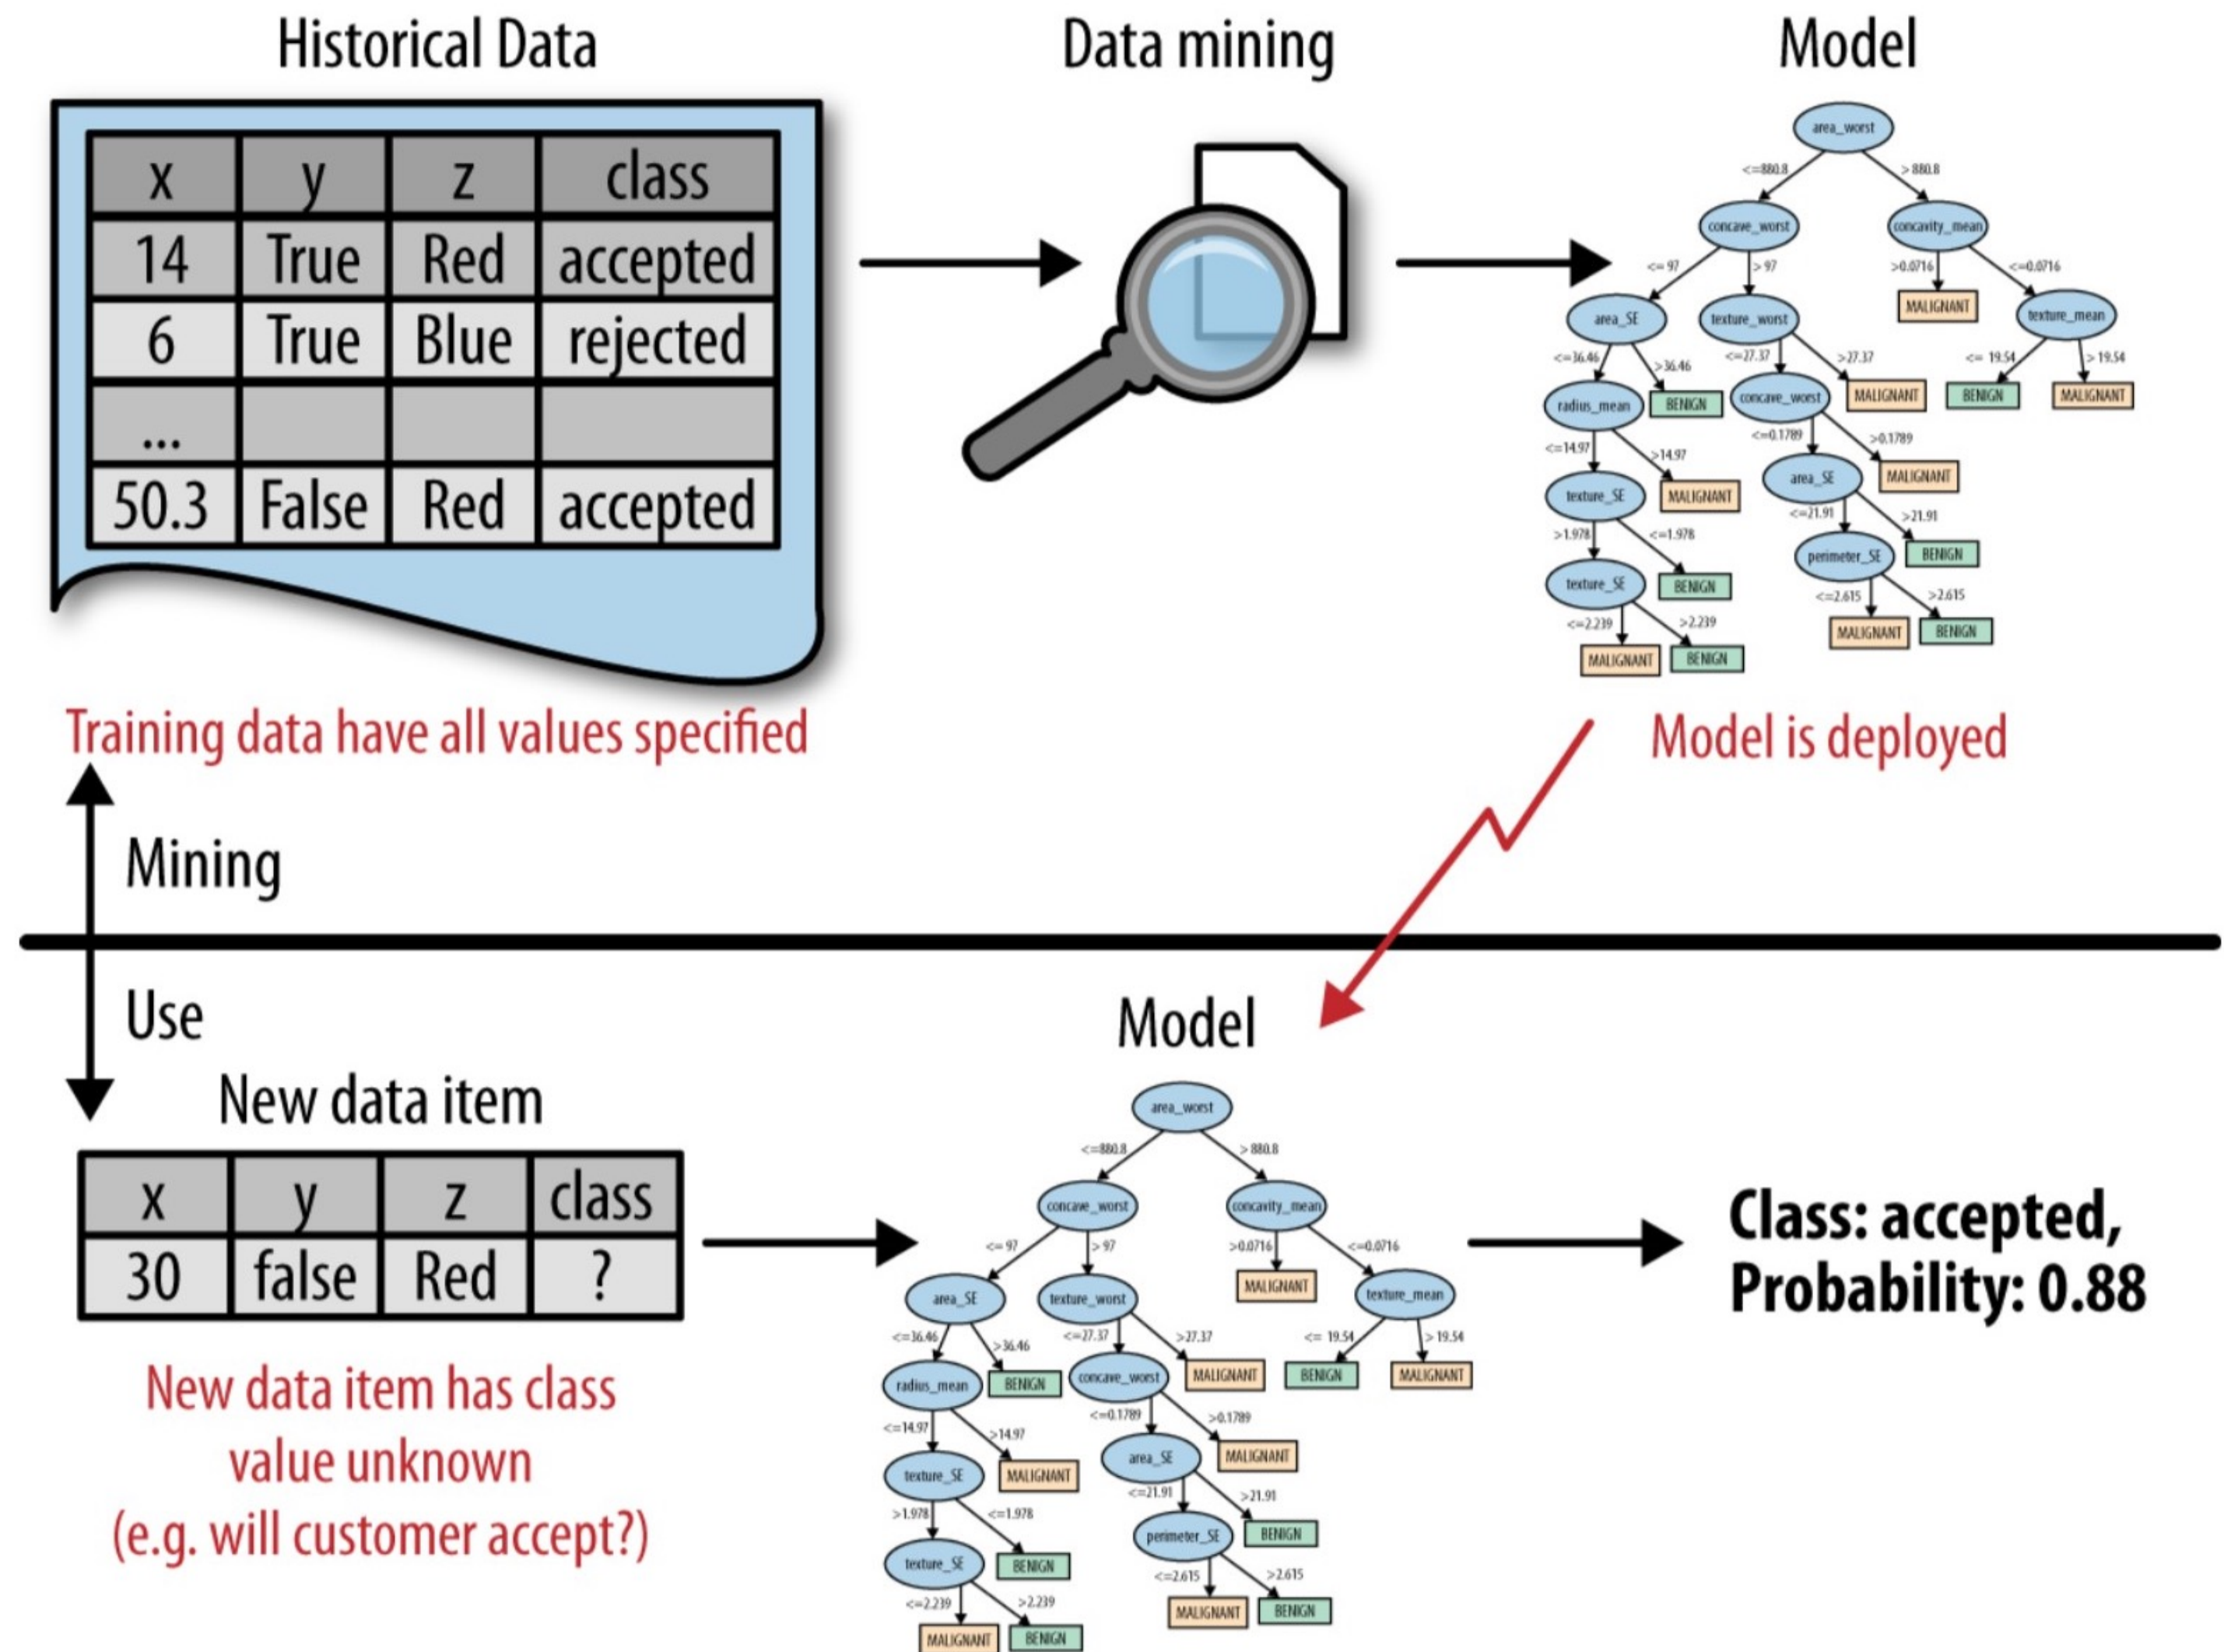 Historical Data
Data mining
Model
x y z class
14 True Red accepted
6 True Blue rejected
...
50.3 False Red accepted
area_worst
<=880.8 > 880.8
concave_worst concavity_mean
<= 97 > 97 >0.0716 <=0.0716
area_SE texture_worst MALIGNANT texture_mean
<=36.46 >36.46 <=27.37 >27.37 <= 19.54 > 19.54
radius_mean BENIGN concave_worst MALIGNANT BENIGN MALIGNANT
<=14.97 >14.97 <=0.1789 >0.1789
texture_SE MALIGNANT area_SE MALIGNANT
>1.978 <=1.978 <=21.91 >21.91
texture_SE BENIGN perimeter_SE BENIGN
<=2.239 >2.239 <=2.615 >2.615
MALIGNANT BENIGN MALIGNANT BENIGN
Training data have all values specified
Model is deployed
Mining
Use
New data item
x y z class
30 false Red ?
New data item has class
value unknown
(e.g. will customer accept?)
Model
area_worst
<=880.8 > 880.8
concave_worst concavity_mean
<= 97 > 97 >0.0716 <=0.0716
area_SE texture_worst MALIGNANT texture_mean
<=36.46 >36.46 <=27.37 >27.37 <= 19.54 > 19.54
radius_mean BENIGN concave_worst MALIGNANT BENIGN MALIGNANT
<=14.97 >14.97 <=0.1789 >0.1789
texture_SE MALIGNANT area_SE MALIGNANT
>1.978 <=1.978 <=21.91 >21.91
texture_SE BENIGN perimeter_SE BENIGN
<=2.239 >2.239 <=2.615 >2.615
MALIGNANT BENIGN MALIGNANT BENIGN
Class: accepted,
Probability: 0.88